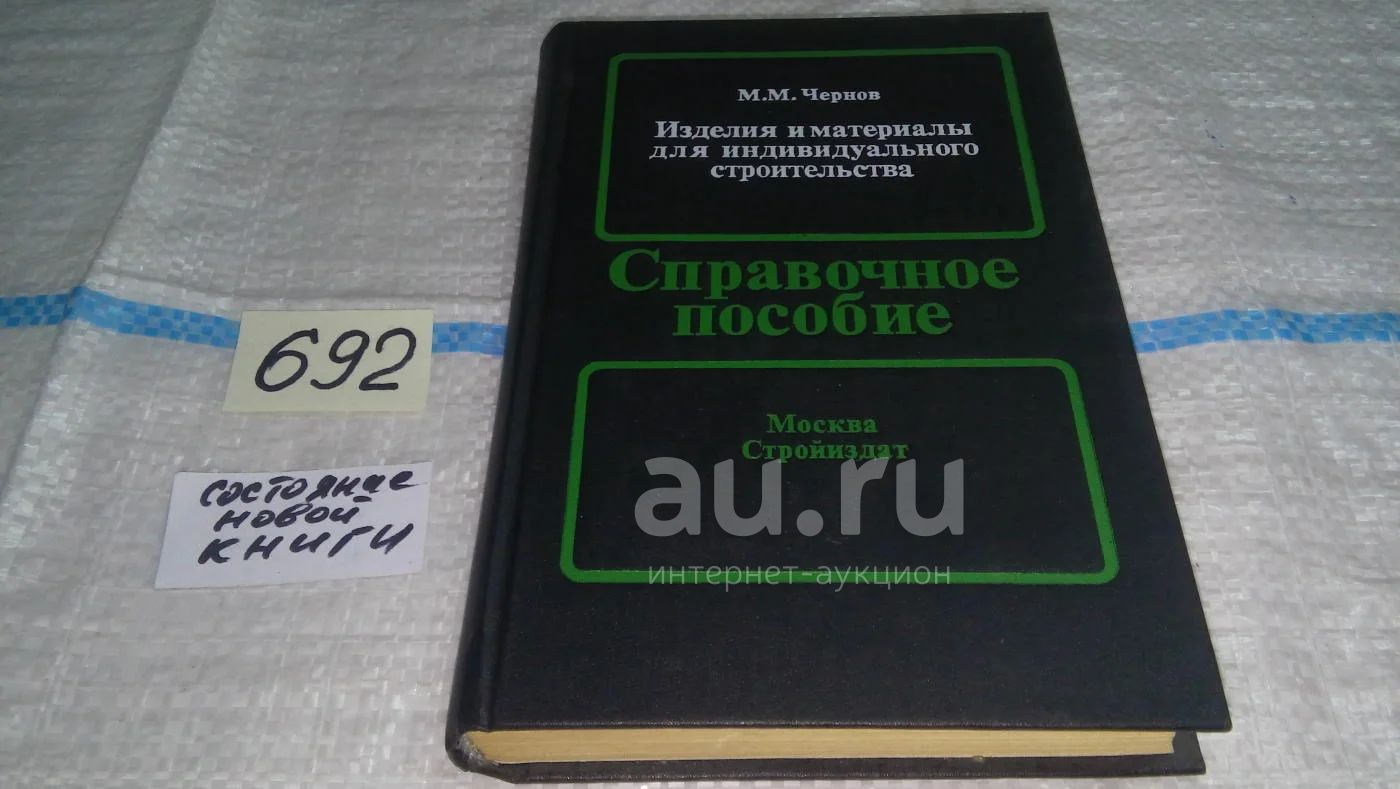 М.М. Чернов
Изделия и материалы
для индивидуального
строительства
Справочное
пособие
Москва
Стройиздат
692
состояние
новой
книги
au.ru
интернет-аукцион